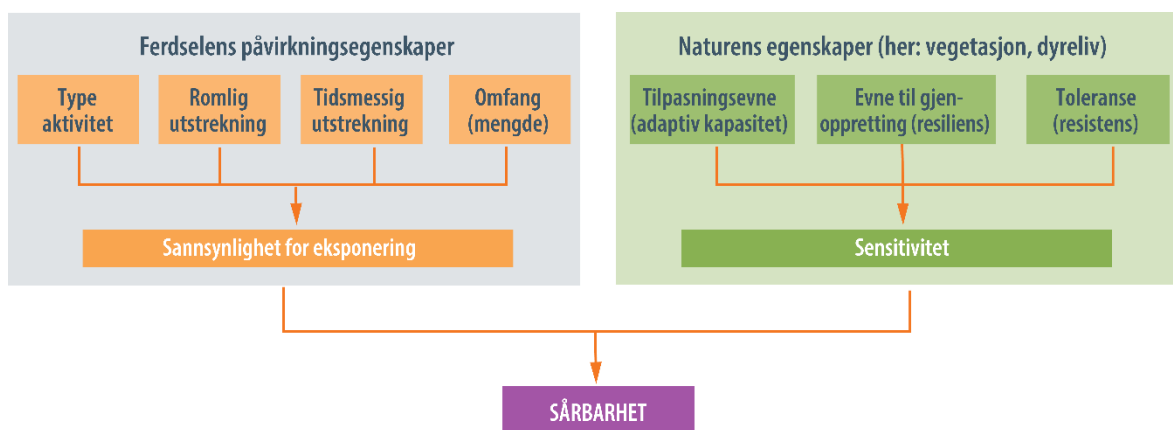 Ferdselens påvirkningsegenskaper
Type
aktivitet
Romlig
utstrekning
Tidsmessig
utstrekning
Omfang
(mengde)
Sannsynlighet for eksponering
Naturens egenskaper (her: vegetasjon, dyreliv)
Tilpasningsevne
(adaptiv kapasitet)
Evne til gjen-
oppretting (resiliens)
Toleranse
(resistens)
Sensitivitet
SÅRBARHET